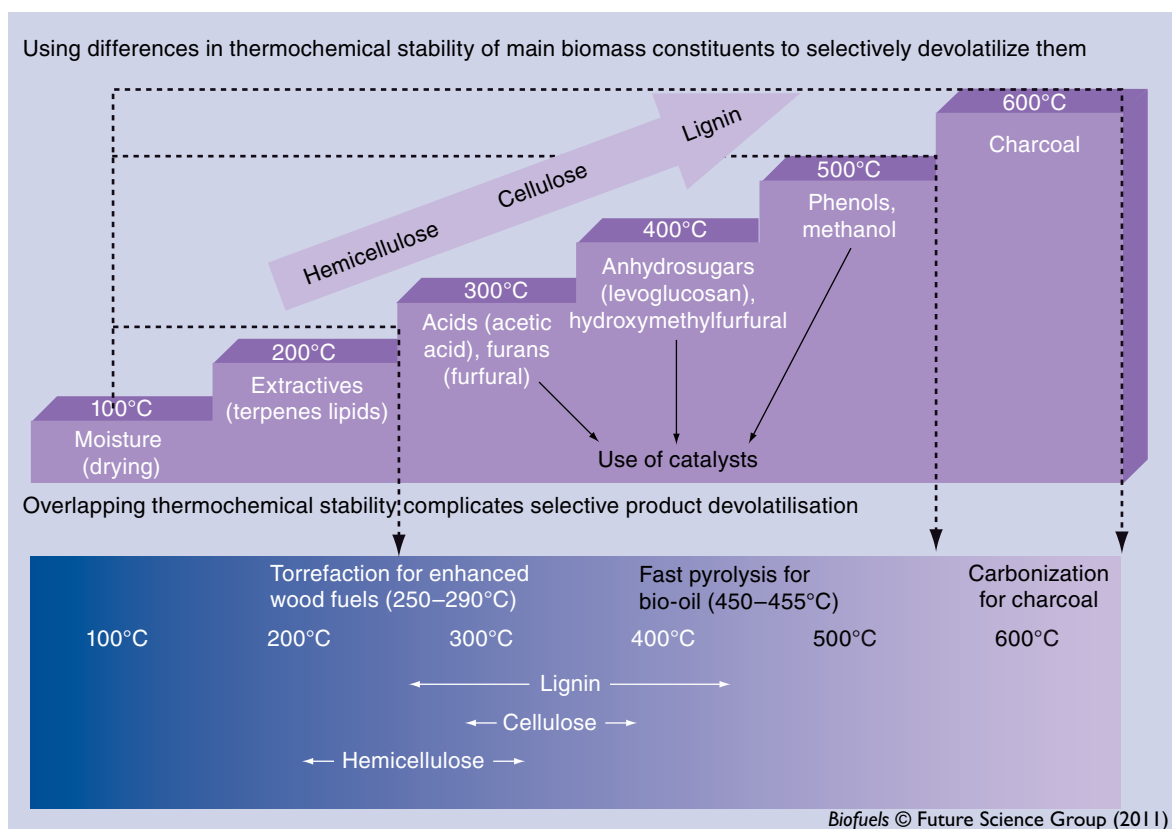 Using differences in thermochemical stability of main biomass constituents to selectively devolatilize them
600°C
Charcoal
Lignin
Cellulose
Hemicellulose
500°C
Phenols,
methanol
400°C
Anhydrosugars
(levoglucosan),
hydroxymethylfurfural
300°C
Acids (acetic
acid), furans
(furfural)
200°C
Extractives
(terpenes lipids)
100°C
Moisture
(drying)
Use of catalysts
Overlapping thermochemical stability complicates selective product devolatilisation
Torrefaction for enhanced
wood fuels (250–290°C)
Fast pyrolysis for
bio-oil (450–455°C)
Carbonization
for charcoal
100°C 200°C 300°C 400°C 500°C 600°C
Lignin
Cellulose
Hemicellulose
Biofuels © Future Science Group (2011)